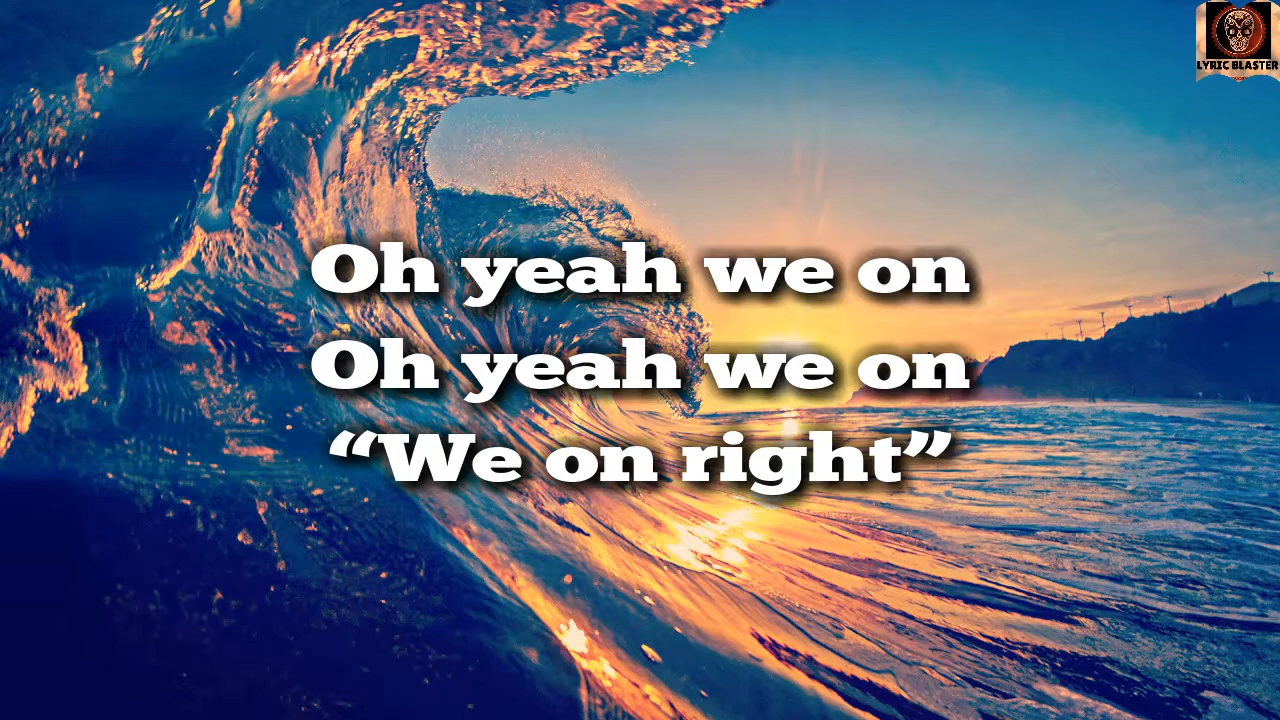 LYRIC BLASTER
Oh yeah we on
Oh yeah we on
“We on right”